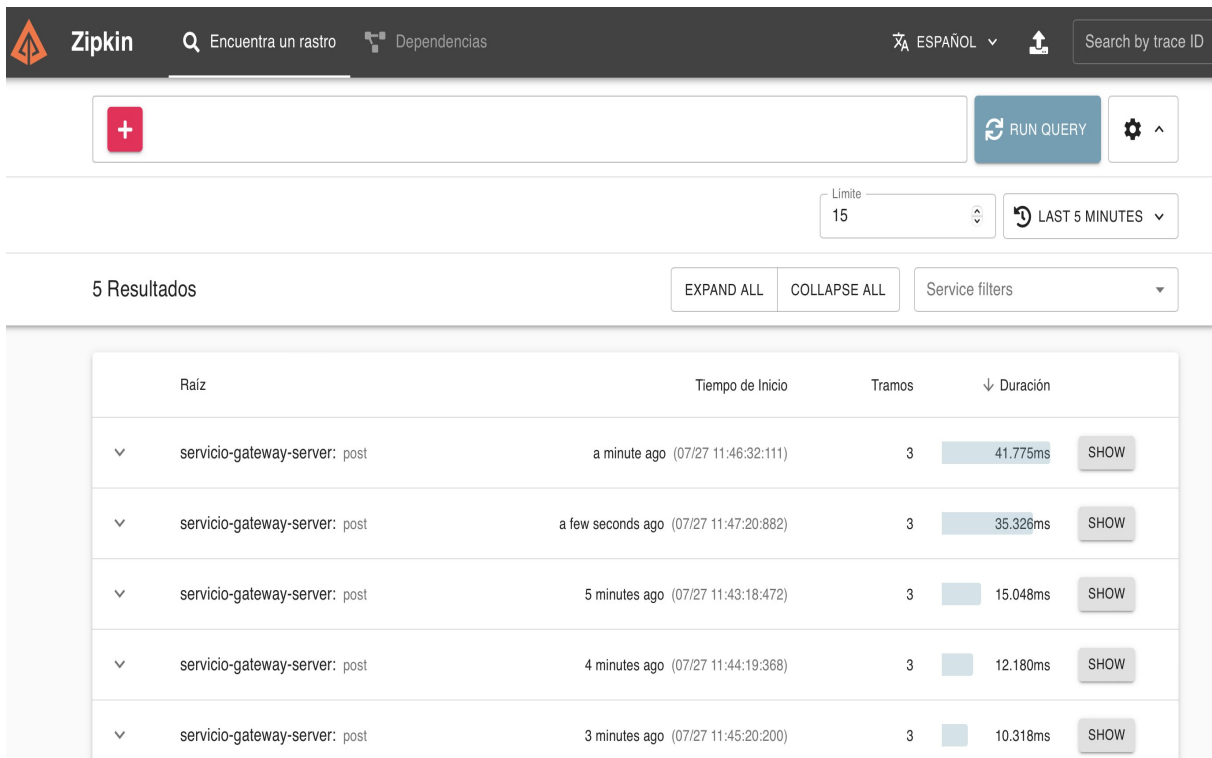 Zipkin Encuentra un rastro Dependencias ESPAÑOL Search by trace ID
+ RUN QUERY
Límite
15 LAST 5 MINUTES
5 Resultados EXPAND ALL COLLAPSE ALL Service filters
Raíz Tiempo de Inicio Tramos ↓ Duración
servicio-gateway-server: post a minute ago (07/27 11:46:32:111) 3 41.775ms SHOW
servicio-gateway-server: post a few seconds ago (07/27 11:47:20:882) 3 35.326ms SHOW
servicio-gateway-server: post 5 minutes ago (07/27 11:43:18:472) 3 15.048ms SHOW
servicio-gateway-server: post 4 minutes ago (07/27 11:44:19:368) 3 12.180ms SHOW
servicio-gateway-server: post 3 minutes ago (07/27 11:45:20:200) 3 10.318ms SHOW